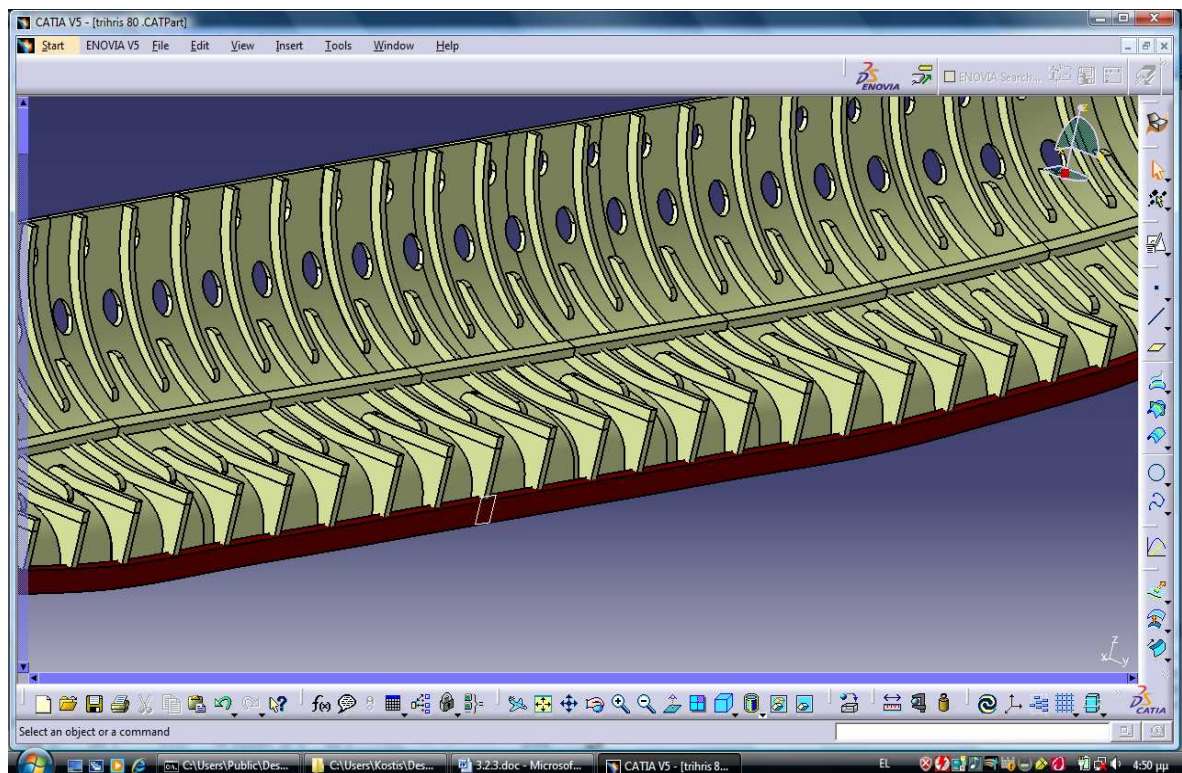 CATIA V5 - [trihris 80 .CATPart]
Start ENOVIA V5 File Edit View Insert Tools Window Help
ENOVIA ENOVIA Search...
z
z
x y
f(x)
CATIA
Select an object or a command
C:\Users\Public\Des... C:\Users\Kostis\Des... 3.2.3.doc - Microsof... CATIA V5 - [trihris 8... EL 4:50 μμ